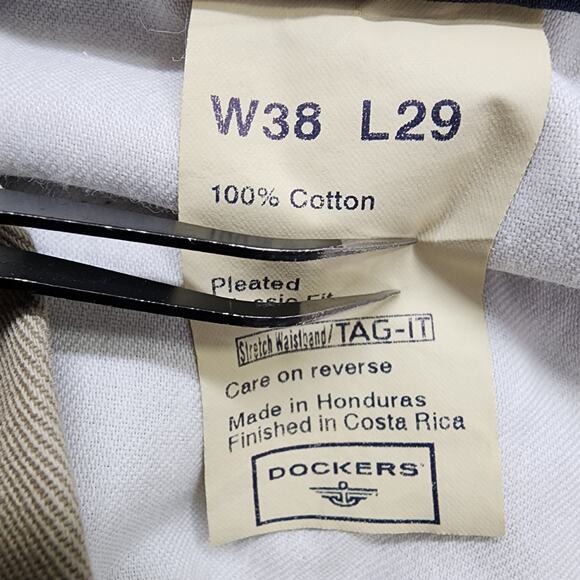 W38 L29
100% Cotton
Pleated
Fit
Stretch Waistband/TAG-IT
Care on reverse
Made in Honduras
Finished in Costa Rica
DOCKERS